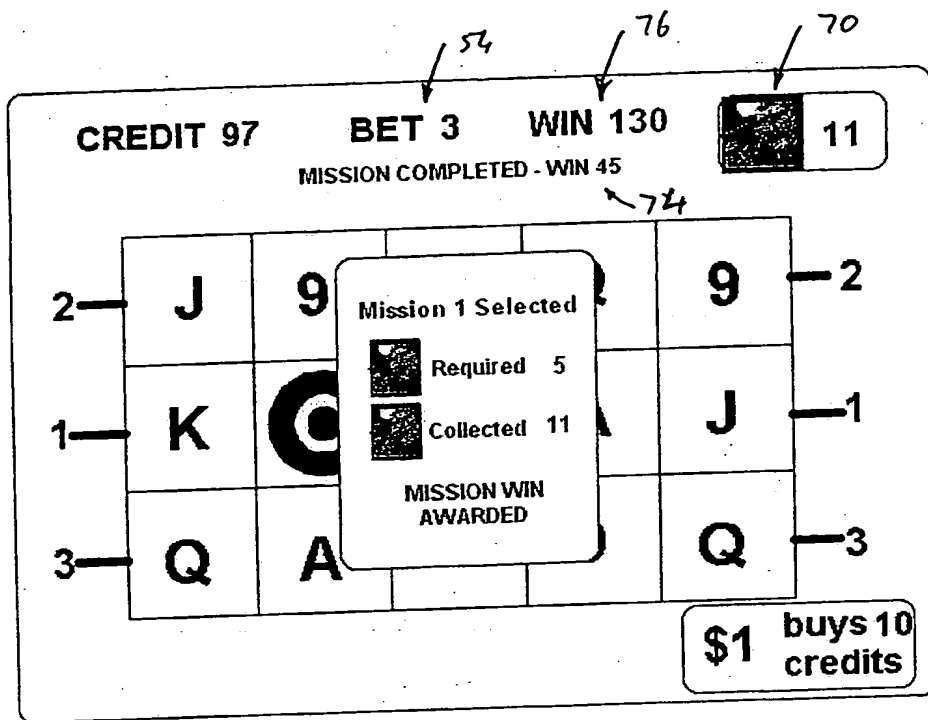 54 76 70
CREDIT 97 BET 3 WIN 130 11
MISSION COMPLETED - WIN 45
74
2 J 9 9 2
Mission 1 Selected
Required 5
1 K J 1
Collected 11
MISSION WIN
AWARDED
3 Q A Q 3
$1 buys 10
credits